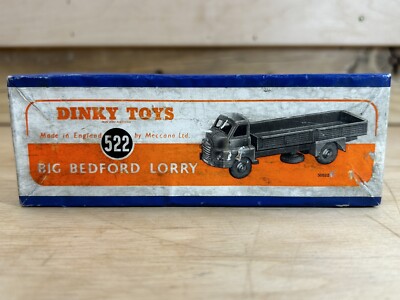 DINKY TOYS
Made in England 522 by Meccano Ltd.
BIG BEDFORD LORRY